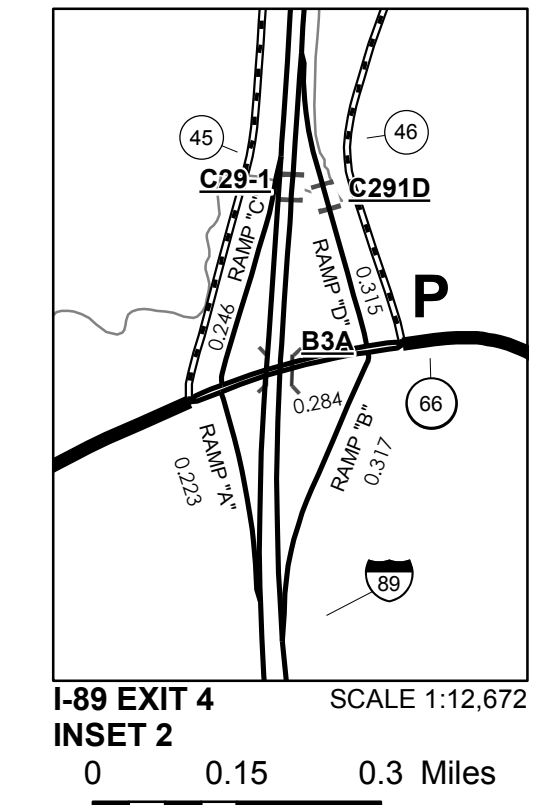 45
46
C29-1
C291D
RAMP "C"
0.246
RAMP "D"
0.315
P
B3A
0.284
66
RAMP "A"
0.223
RAMP "B"
0.317
89
I-89 EXIT 4 SCALE 1:12,672
INSET 2
0 0.15 0.3 Miles